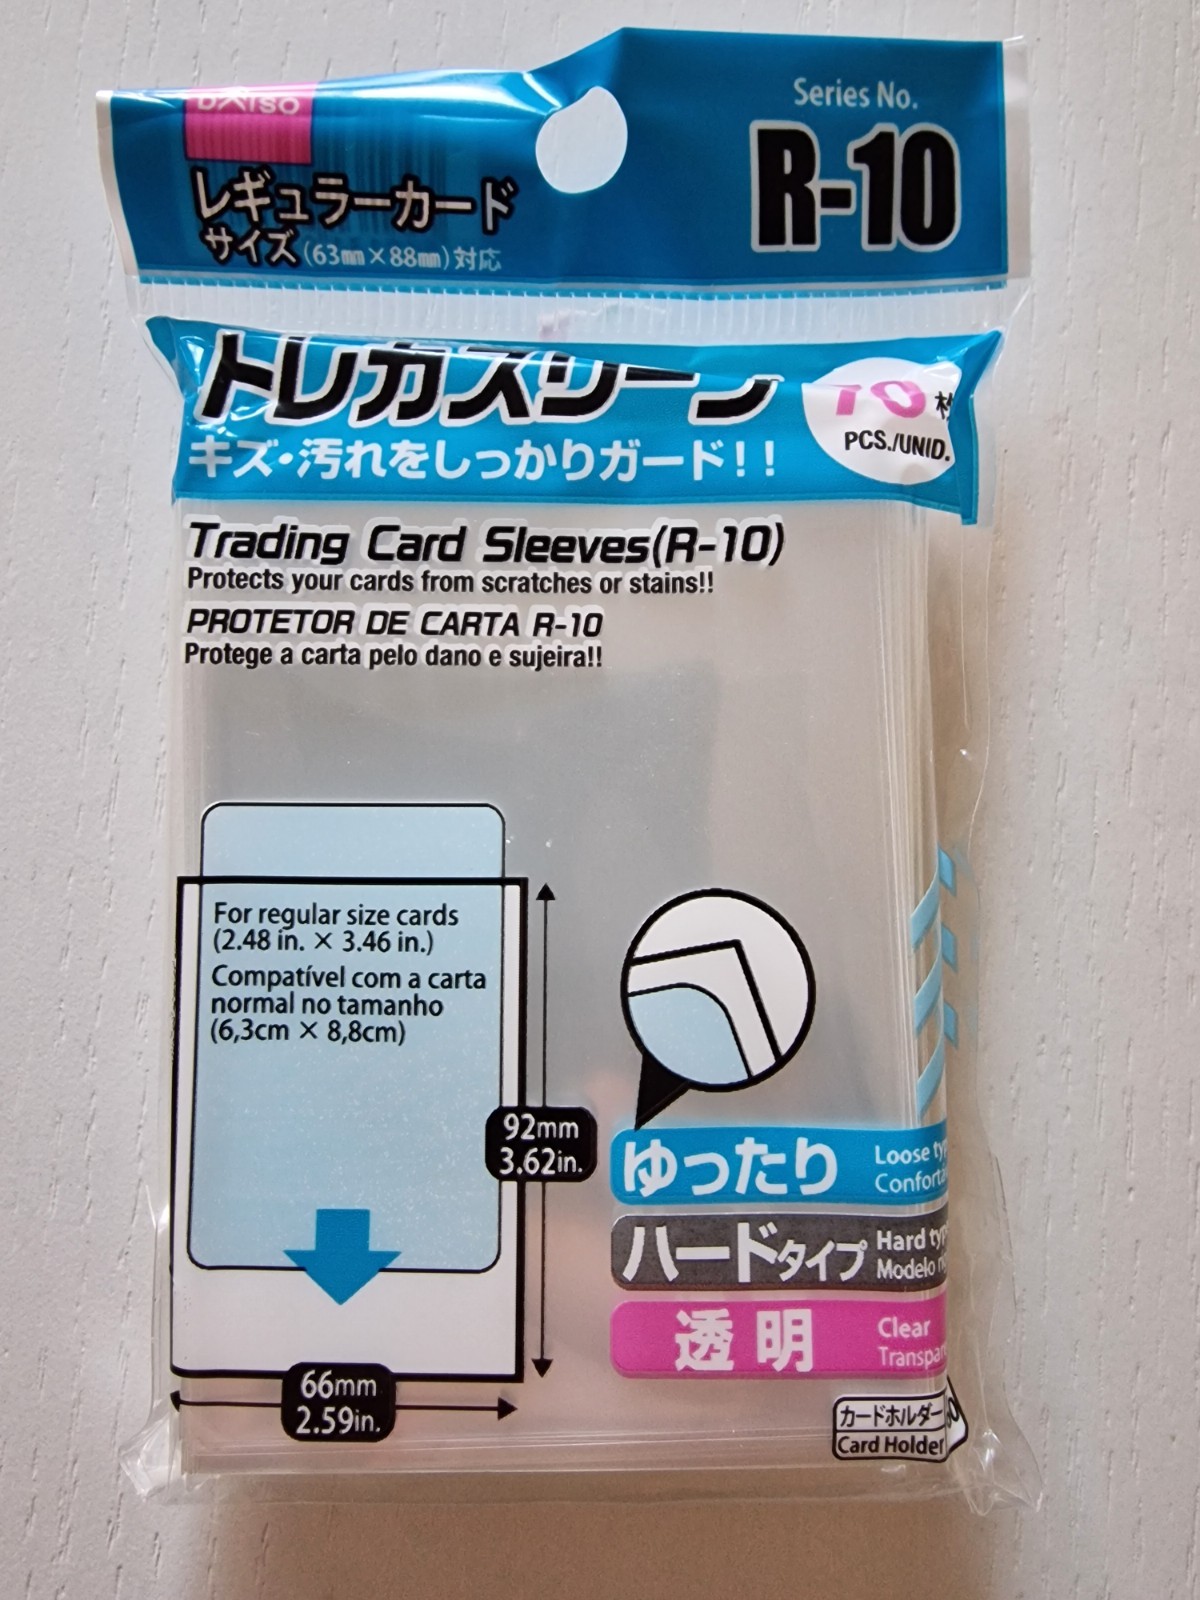 DAISO
レギュラーカード
サイズ(63mm×88mm)対応
Series No.
R-10
トレカスリーブ
キズ・汚れをしっかりガード!!
PCS./UNID.
Trading Card Sleeves(R-10)
Protects your cards from scratches or stains!!
PROTETOR DE CARTA R-10
Protege a carta pelo dano e sujeira!!
For regular size cards
(2.48 in. × 3.46 in.)
Compatível com a carta
normal no tamanho
(6,3cm × 8,8cm)
92mm
3.62in.
66mm
2.59in.
ゆったり
Loose
ハードタイプ
Hard
Modelo
透明
Clear
カードホルダー
Card Holder